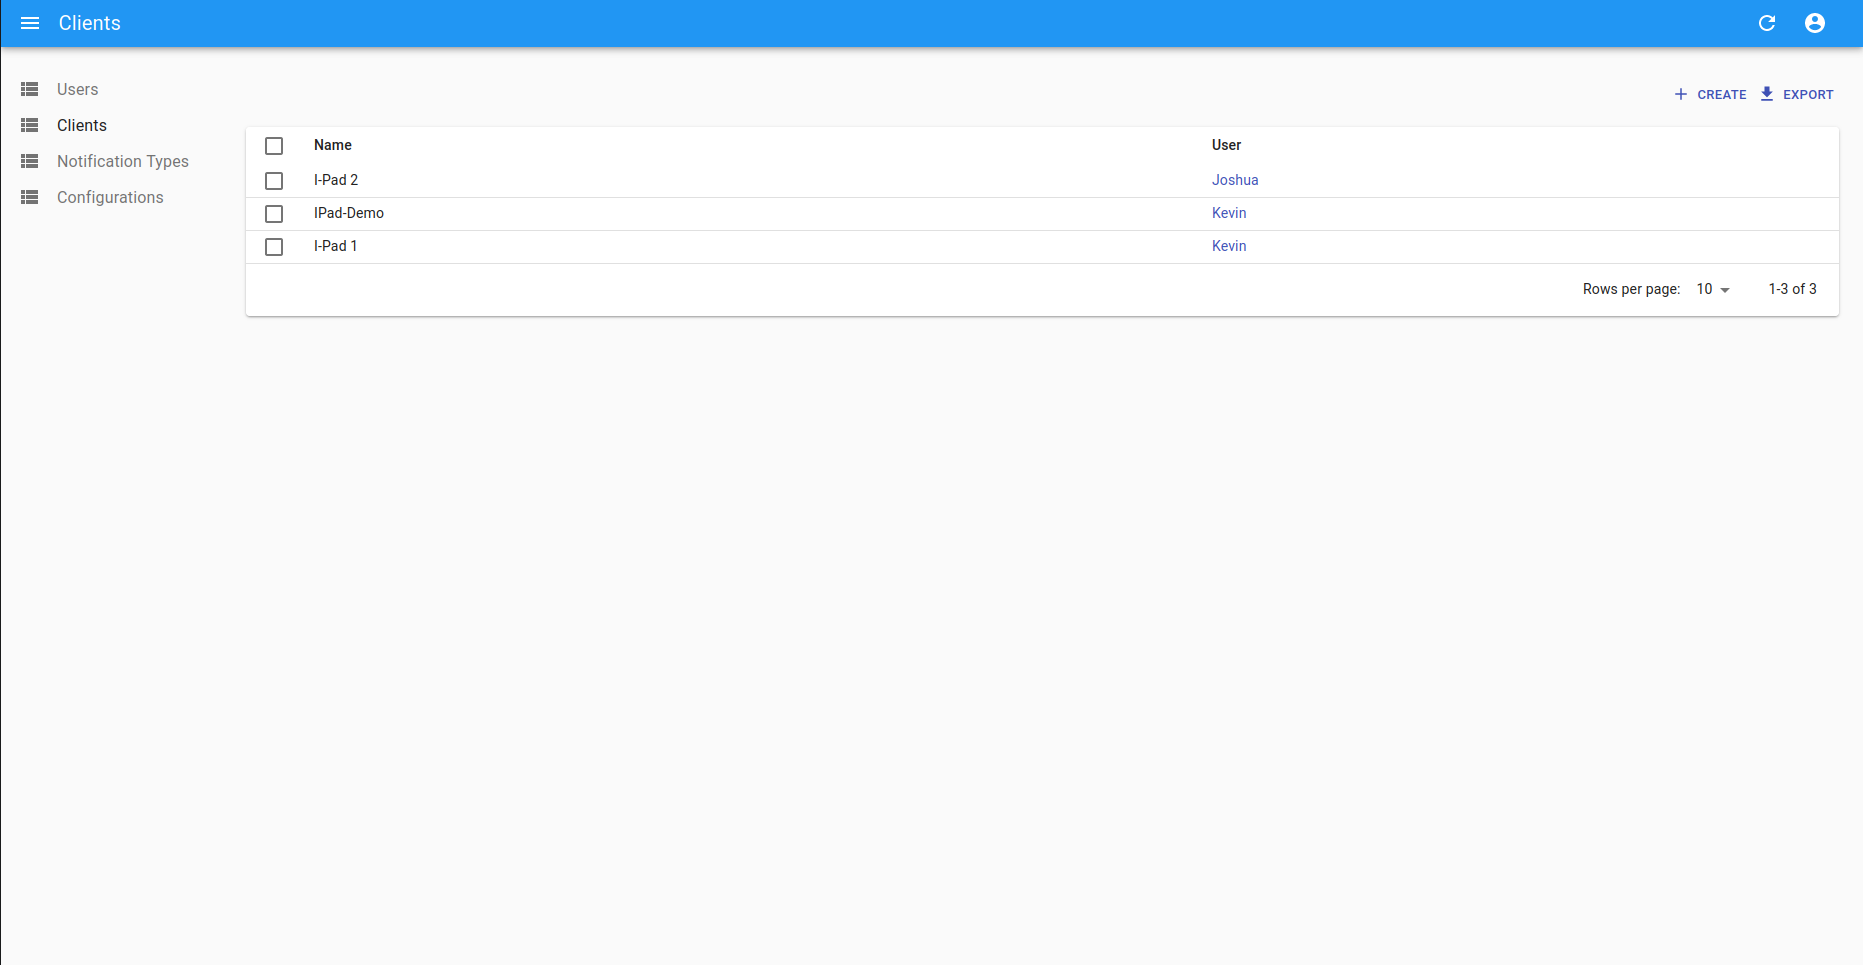 Clients
Users
Clients
Notification Types
Configurations
CREATE EXPORT
Name User
I-Pad 2 Joshua
IPad-Demo Kevin
I-Pad 1 Kevin
Rows per page: 10 1-3 of 3